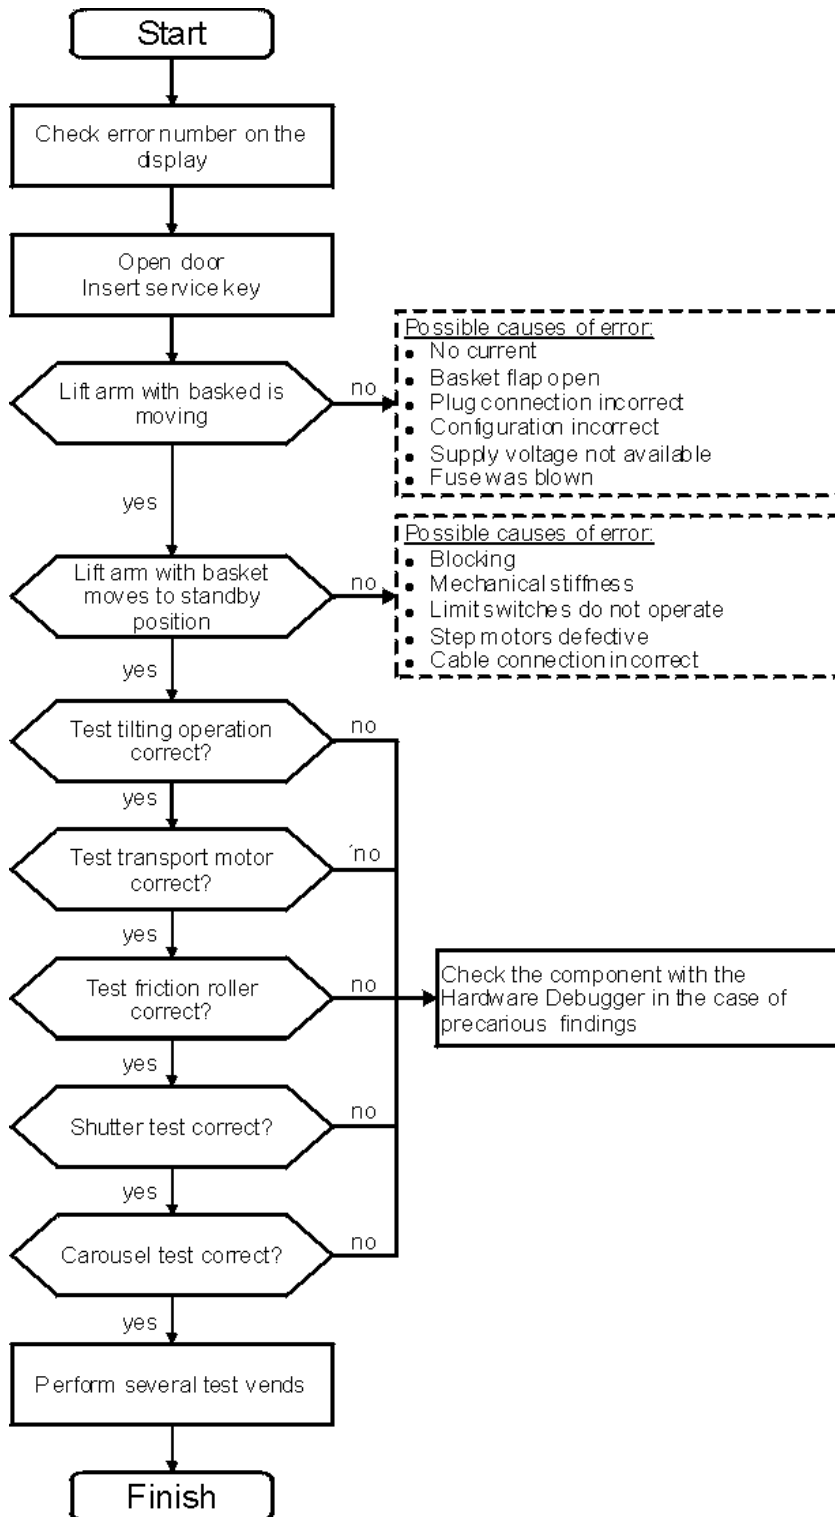 Start
Check error number on the
display
Open door
Insert service key
Lift arm with basked is
moving
no
Possible causes of error:
• No current
• Basket flap open
• Plug connection incorrect
• Configuration incorrect
• Supply voltage not available
• Fuse was blown
yes
Lift arm with basket
moves to standby
position
no
Possible causes of error:
• Blocking
• Mechanical stiffness
• Limit switches do not operate
• Step motors defective
• Cable connection incorrect
yes
Test tilting operation
correct?
no
yes
Test transport motor
correct?
'no
yes
Test friction roller
correct?
no
Check the component with the
Hardware Debugger in the case of
precarious findings
yes
Shutter test correct?
no
yes
Carousel test correct?
no
yes
Perform several test vends
Finish